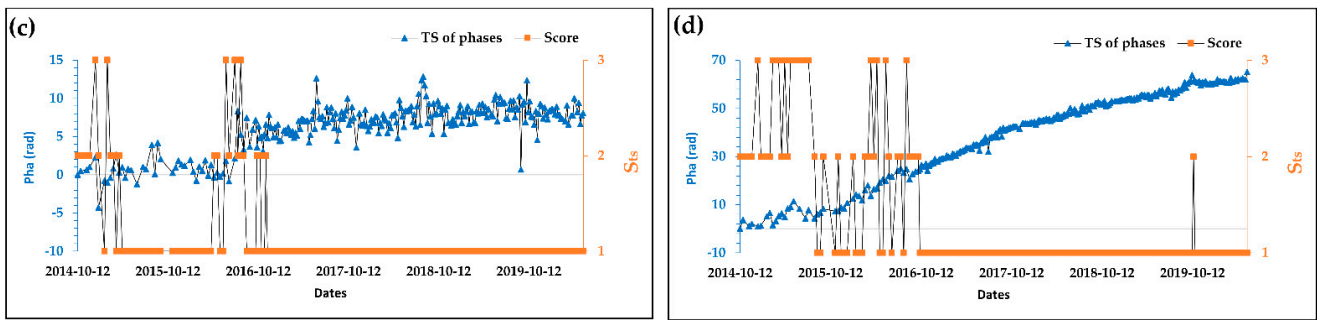 (c)
TS of phases Score
15
10
5
0
-5
-10
Pha (rad)
3
2
1
Sts
2014-10-12 2015-10-12 2016-10-12 2017-10-12 2018-10-12 2019-10-12
Dates
(d)
TS of phases Score
70
50
30
10
-10
Pha (rad)
3
2
1
Sts
2014-10-12 2015-10-12 2016-10-12 2017-10-12 2018-10-12 2019-10-12
Dates